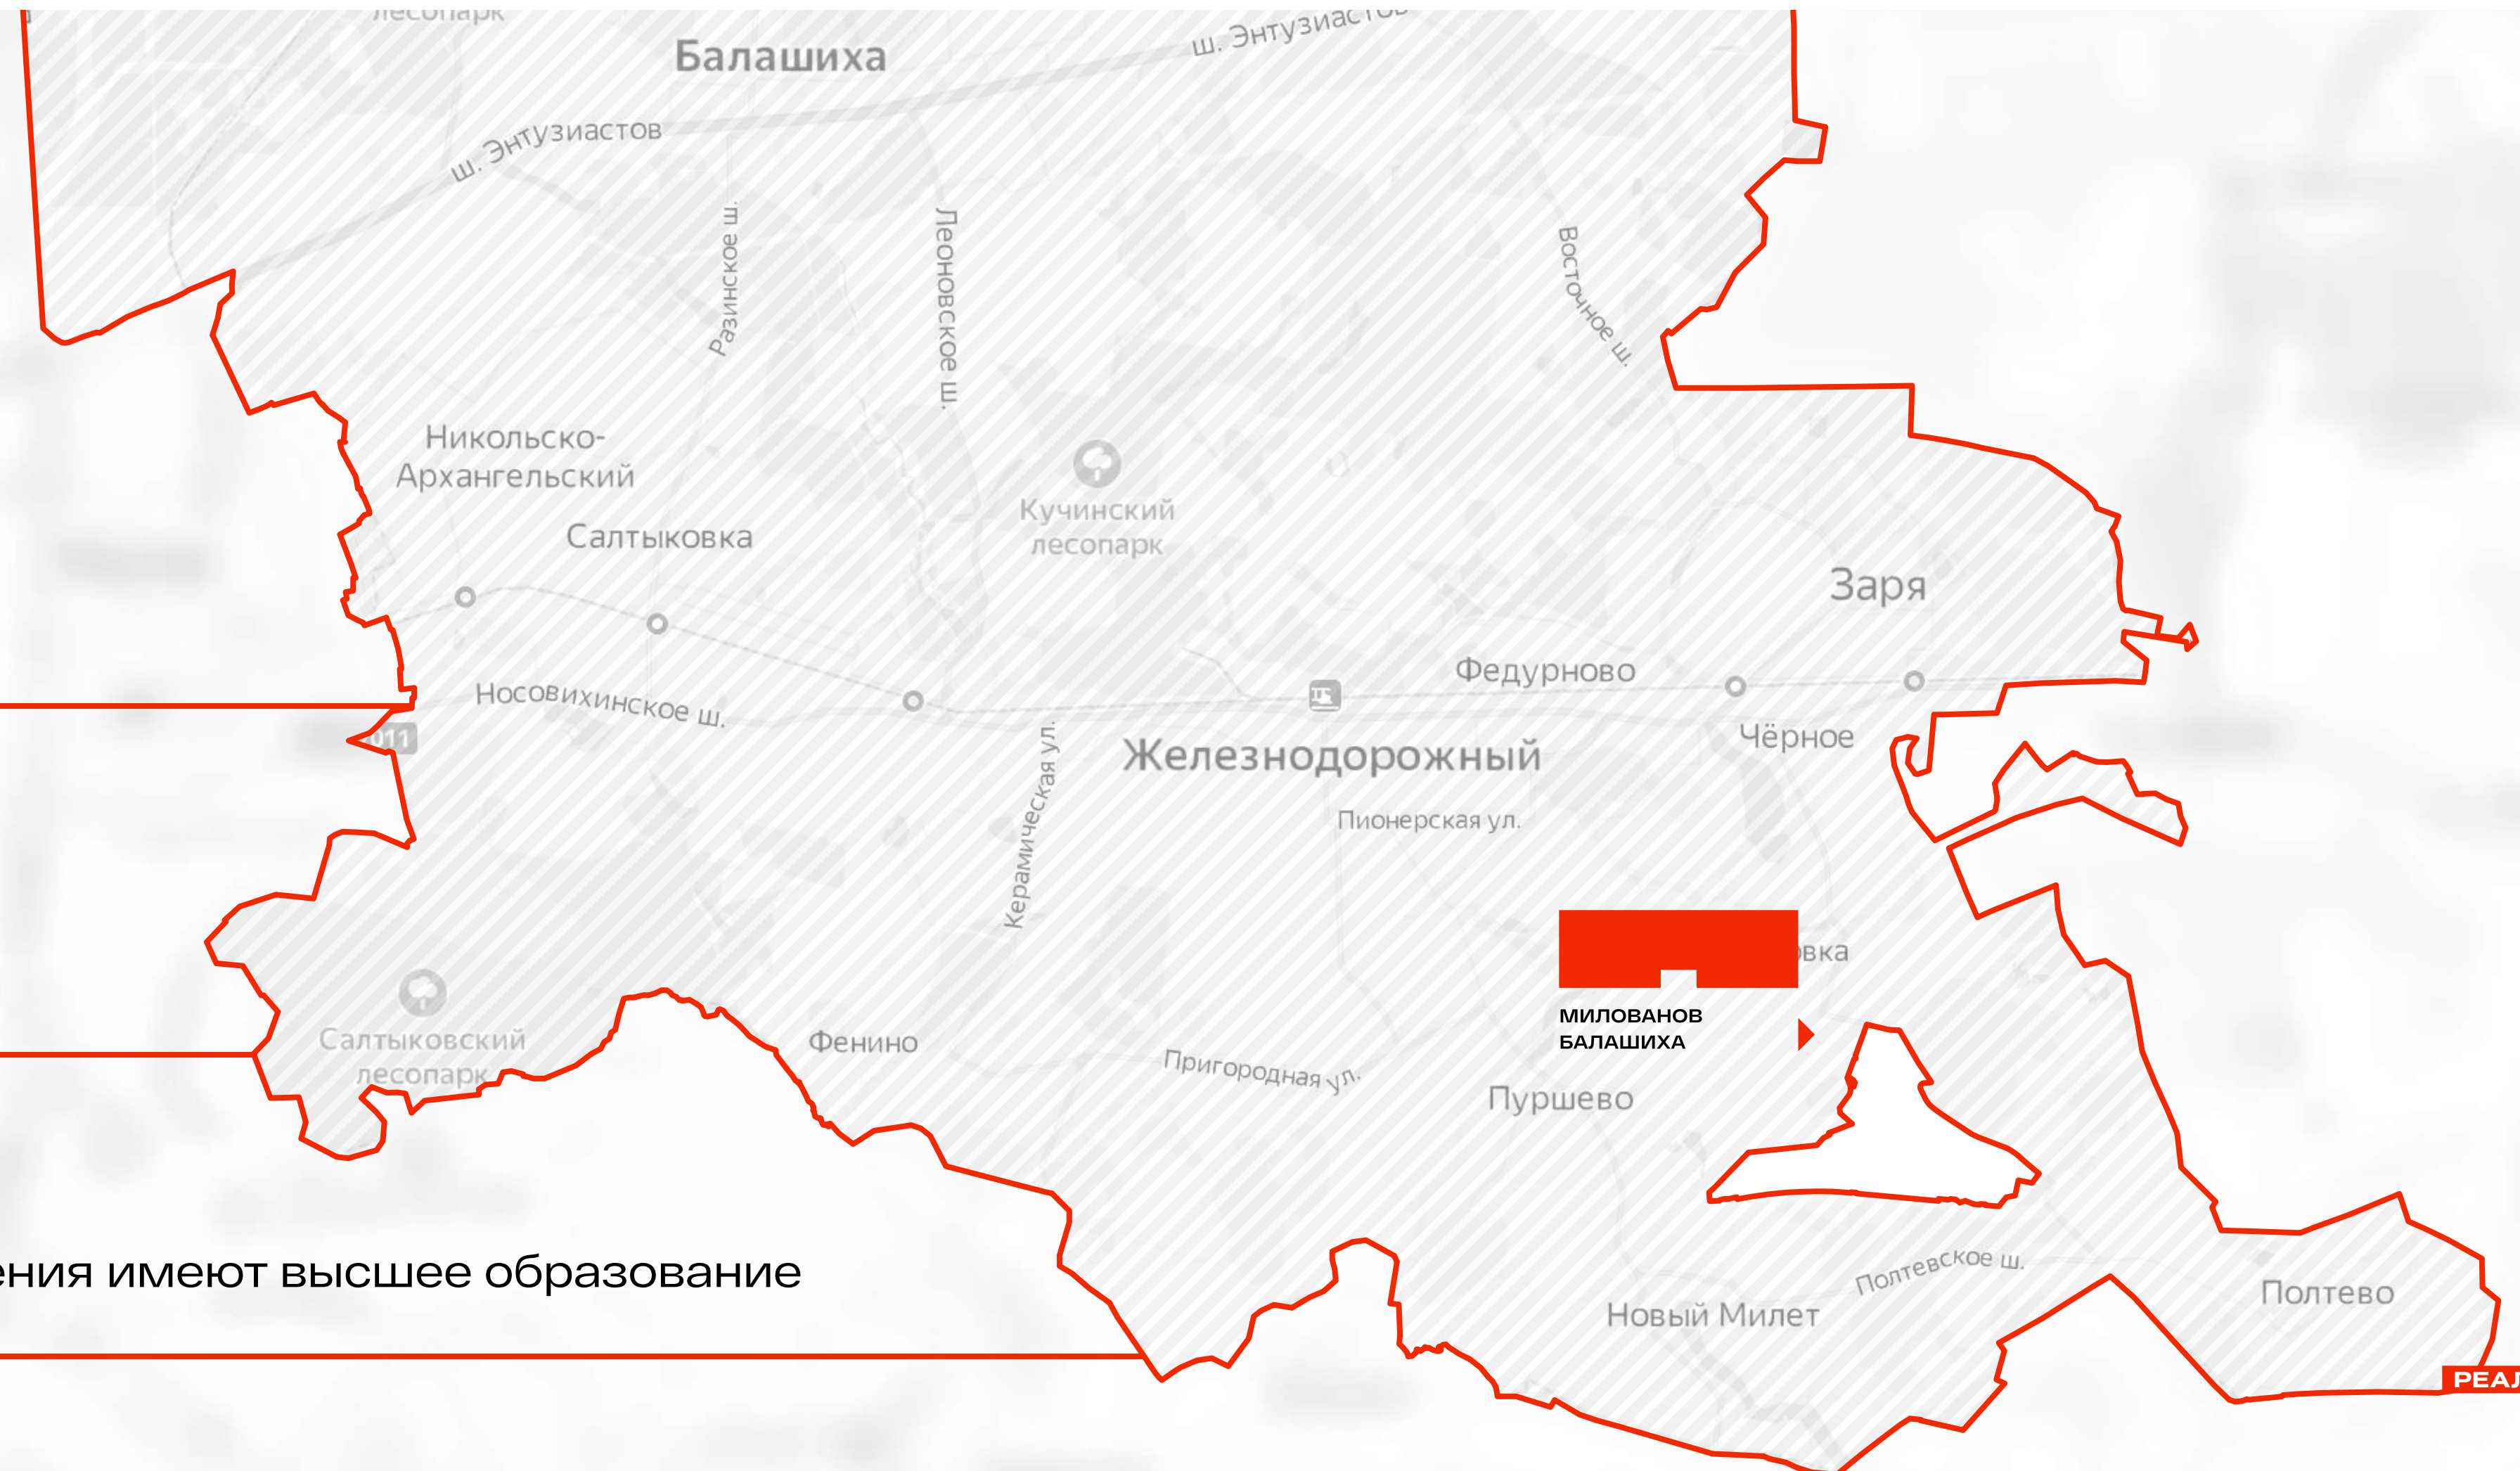 лесопарк
ш. Энтузиастов
Балашиха
ш. Энтузиастов
Разинское ш.
Леоновское ш.
Восточное ш.
Никольско-
Архангельский
Салтыковка
Кучинский
лесопарк
Заря
Федурново
Носовихинское ш.
011
Железнодорожный
Чёрное
Керамическая ул.
Пионерская ул.
овка
МИЛОВАНОВ
БАЛАШИХА
Салтыковский
лесопарк
Фенино
Пригородная ул.
Пуршево
ения имеют высшее образование
Полтевское ш.
Новый Милет
Полтево
РЕАЛ